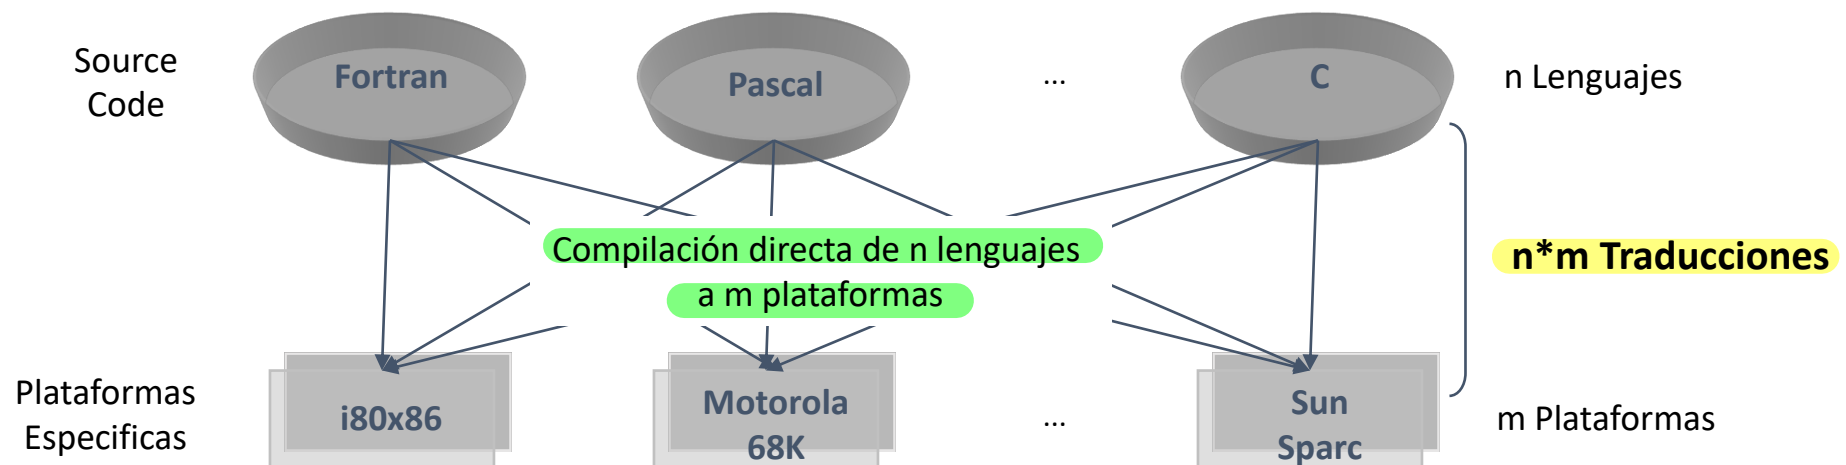 Source
Code
Fortran
Pascal
...
C
n Lenguajes
Compilación directa de n lenguajes
a m plataformas
n*m Traducciones
Plataformas
Especificas
i80x86
Motorola
68K
...
Sun
Sparc
m Plataformas